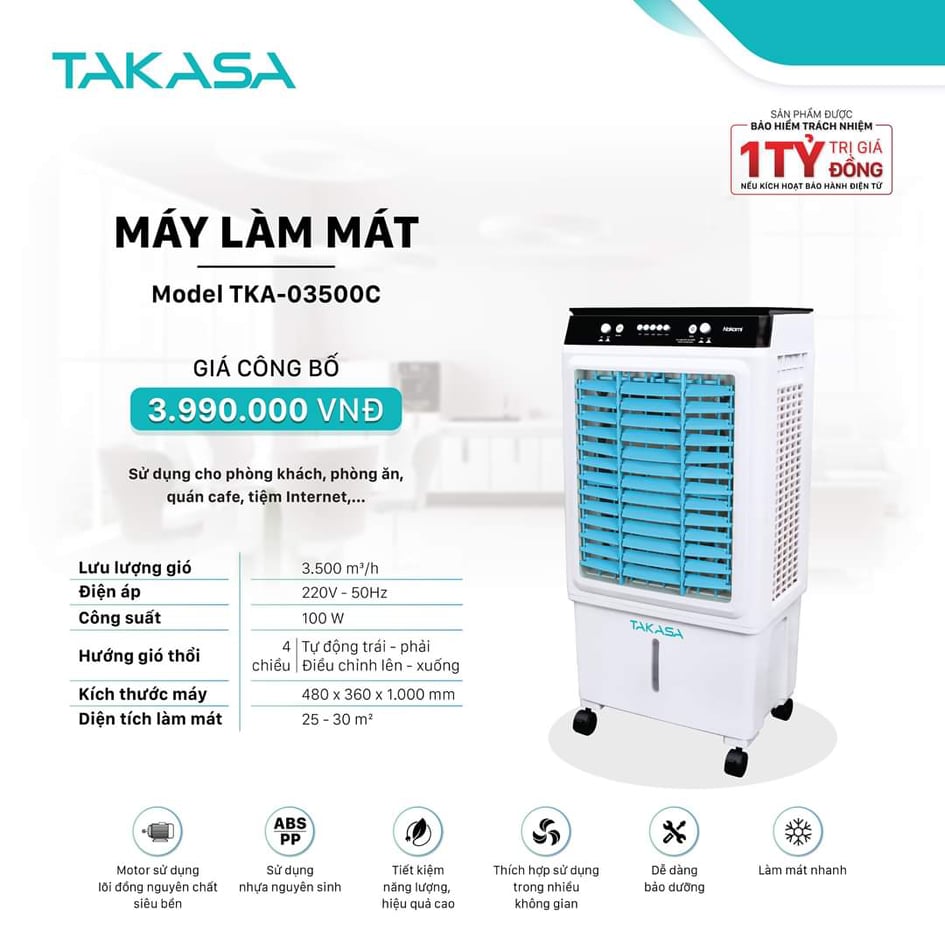 TAKASA
SẢN PHẨM ĐƯỢC
BẢO HIỂM TRÁCH NHIỆM
1 TỶ TRỊ GIÁ
ĐỒNG
NẾU KÍCH HOẠT BẢO HÀNH ĐIỆN TỬ
MÁY LÀM MÁT
Model TKA-03500C
GIÁ CÔNG BỐ
3.990.000 VNĐ
Sử dụng cho phòng khách, phòng ăn,
quán cafe, tiệm Internet,...
Lưu lượng gió 3.500 m³/h
Điện áp 220V - 50Hz
Công suất 100 W
Hướng gió thổi 4 chiều Tự động trái - phải
Điều chỉnh lên - xuống
Kích thước máy 480 x 360 x 1.000 mm
Diện tích làm mát 25 - 30 m²
Nakami
TAKASA
Motor sử dụng
lõi đồng nguyên chất
siêu bền
ABS
PP
Sử dụng
nhựa nguyên sinh
Tiết kiệm
năng lượng,
hiệu quả cao
Thích hợp sử dụng
trong nhiều
không gian
Dễ dàng
bảo dưỡng
Làm mát nhanh